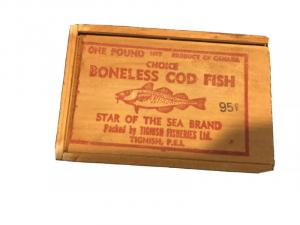 ONE POUND NET PRODUCT OF CANADA
CHOICE
BONELESS COD FISH
95¢
STAR OF THE SEA BRAND
Packed by TIGNISH FISHERIES Ltd.
TIGNISH, P.E.I.